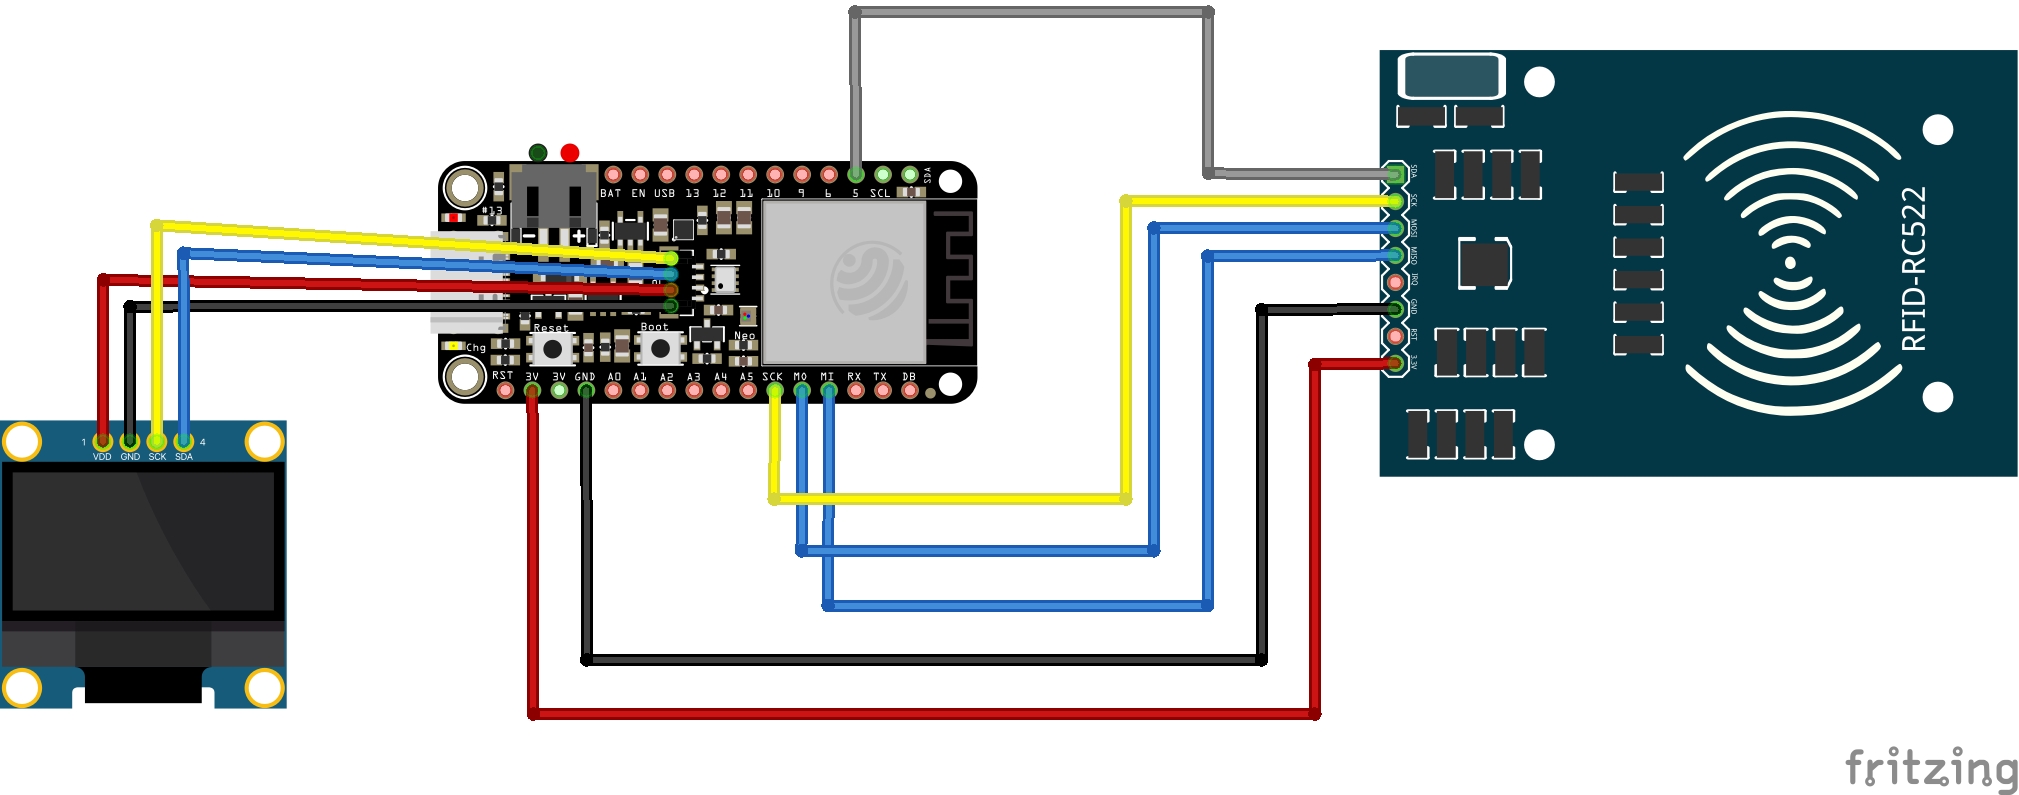 BAT EN USB 13 12 11 10 9 6 5 SCL SDA
#13
- +
Reset Boot Neo
Chg
RST 3V 3V GND A0 A1 A2 A3 A4 A5 SCK MO MI RX TX DB
1 4
VDD GND SCK SDA
SDA
SCK
MOSI
MISO
IRQ
GND
RST
3.3V
RFID-RC522
fritzing